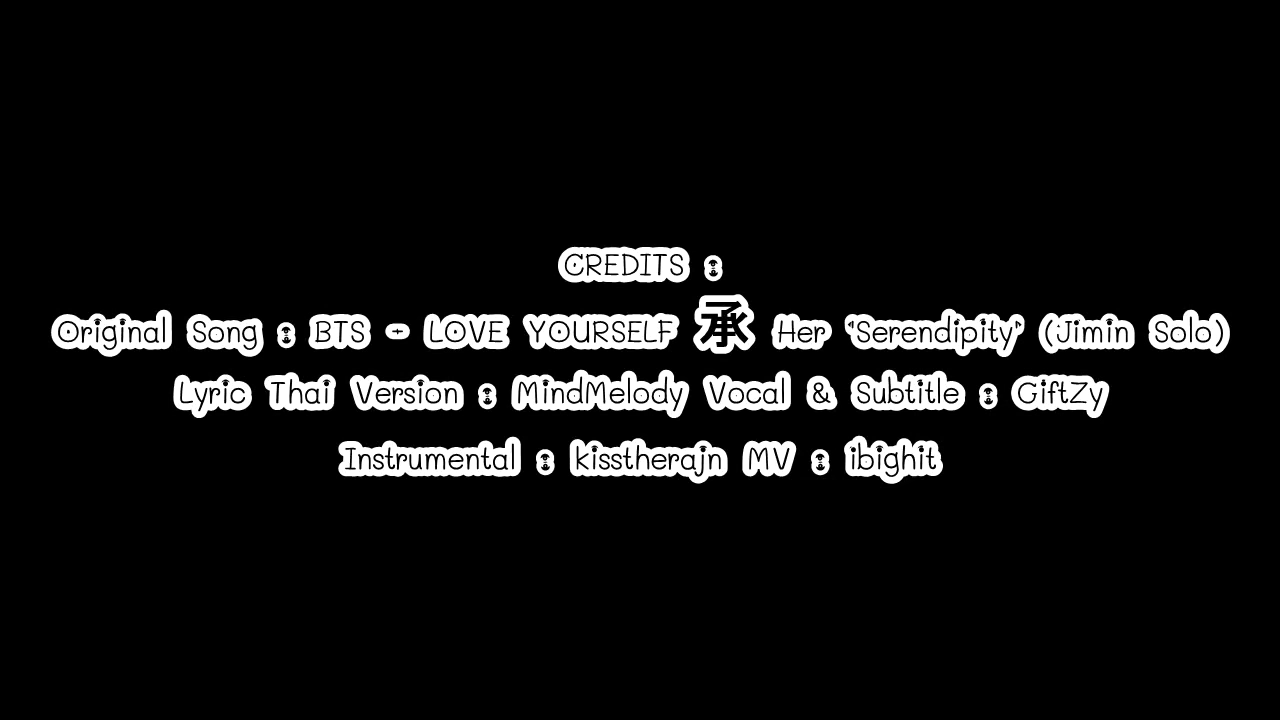 CREDITS :
Original Song : BTS - LOVE YOURSELF 承 Her 'Serendipity' (Jimin Solo)
Lyric Thai Version : MindMelody Vocal & Subtitle : GiftZy
Instrumental : kisstherajn MV : ibighit